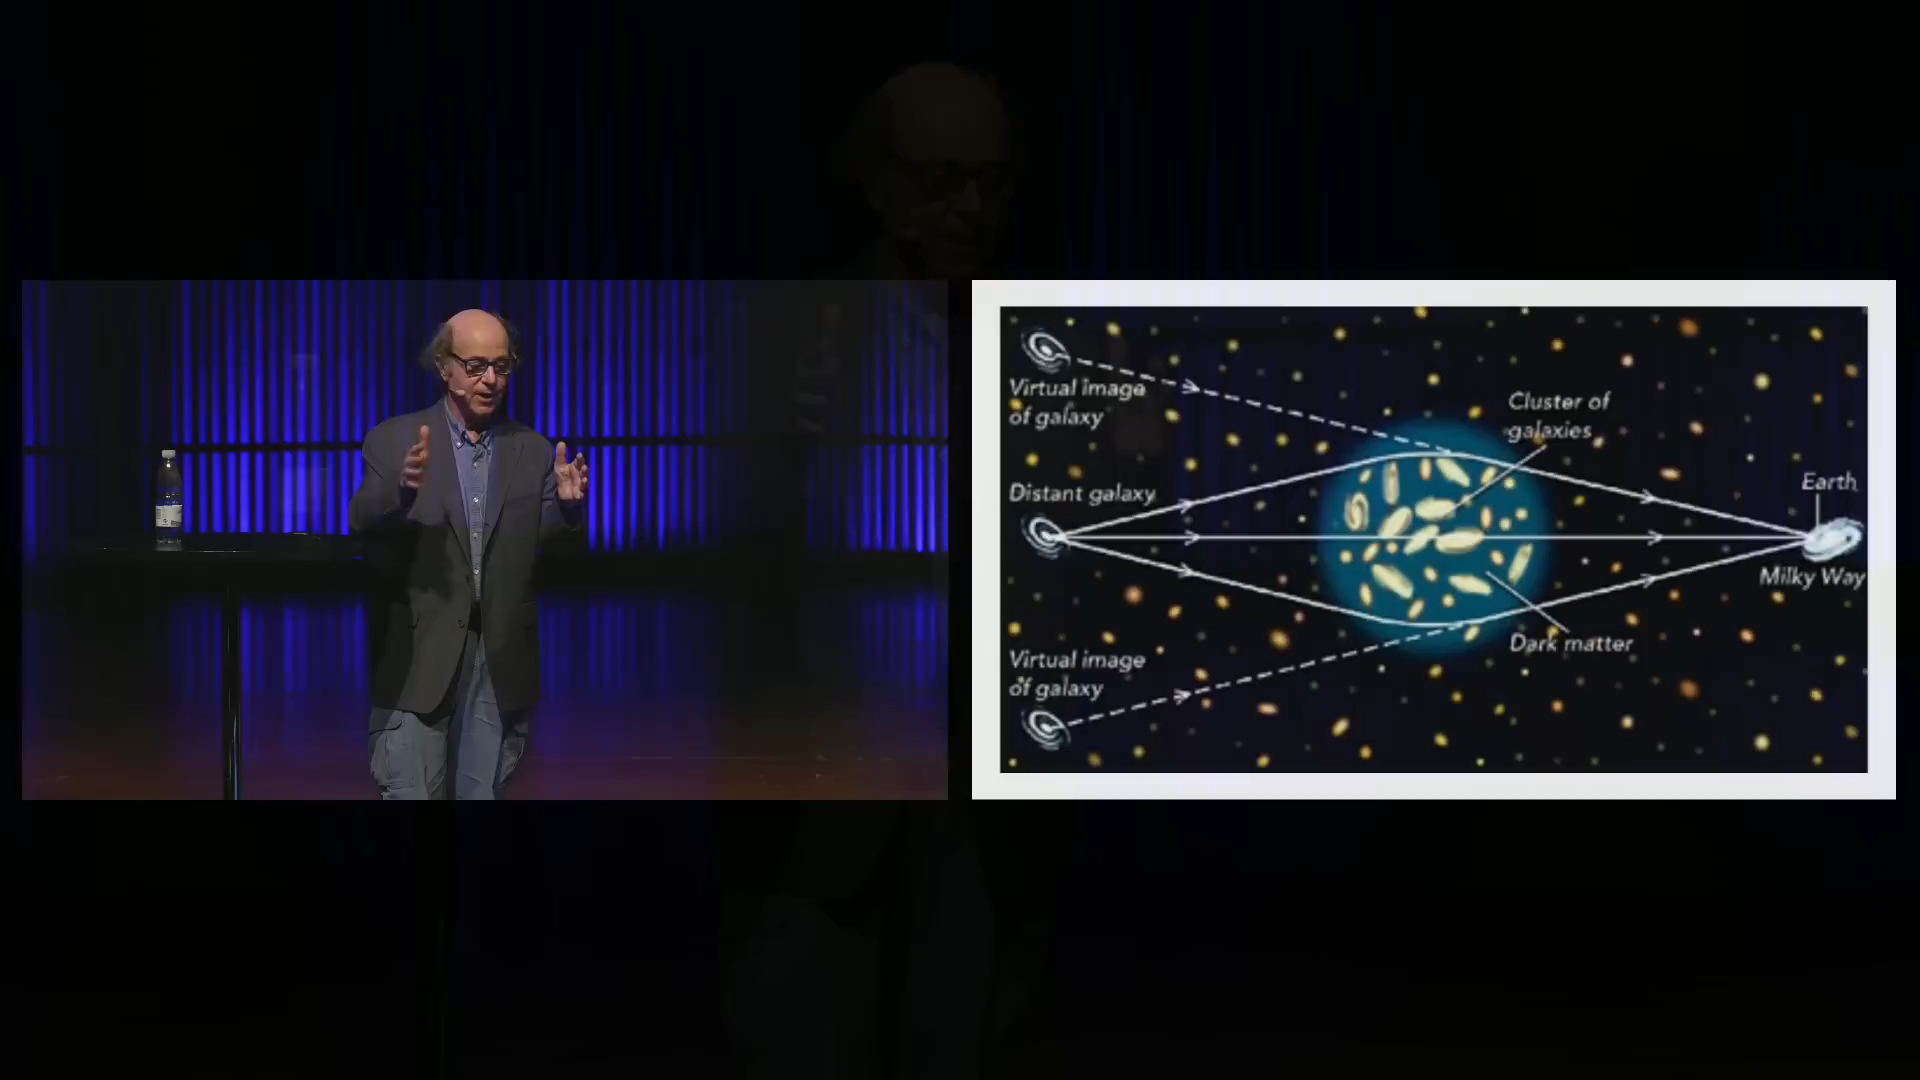 Virtual image
of galaxy
Cluster of
galaxies
Distant galaxy
Earth
Milky Way
Dark matter
Virtual image
of galaxy